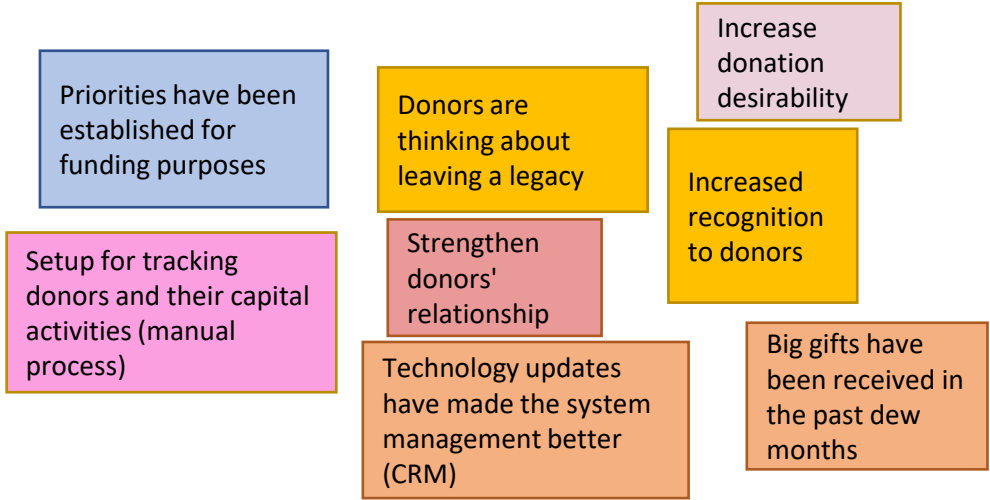 Priorities have been
established for
funding purposes
Donors are
thinking about
leaving a legacy
Increase
donation
desirability
Increased
recognition
to donors
Setup for tracking
donors and their capital
activities (manual
process)
Strengthen
donors'
relationship
Technology updates
have made the system
management better
(CRM)
Big gifts have
been received in
the past dew
months